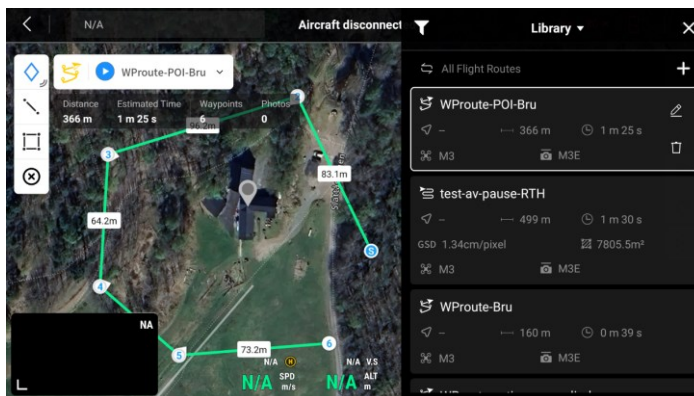 N/A
Aircraft disconnect
WProute-POI-Bru
Distance
Estimated Time
Waypoints
Photos
366 m
1 m 25 s
6
0
96.2m
3
83.1m
64.2m
S
4
NA
5
73.2m
6
N/A
H
N/A V.S
N/A SPD m/s
N/A ALT m
Library
All Flight Routes
WProute-POI-Bru
–
366 m
1 m 25 s
M3
M3E
test-av-pause-RTH
–
499 m
1 m 30 s
GSD 1.34cm/pixel
7805.5m²
M3
M3E
WProute-Bru
–
160 m
0 m 39 s
M3
M3E